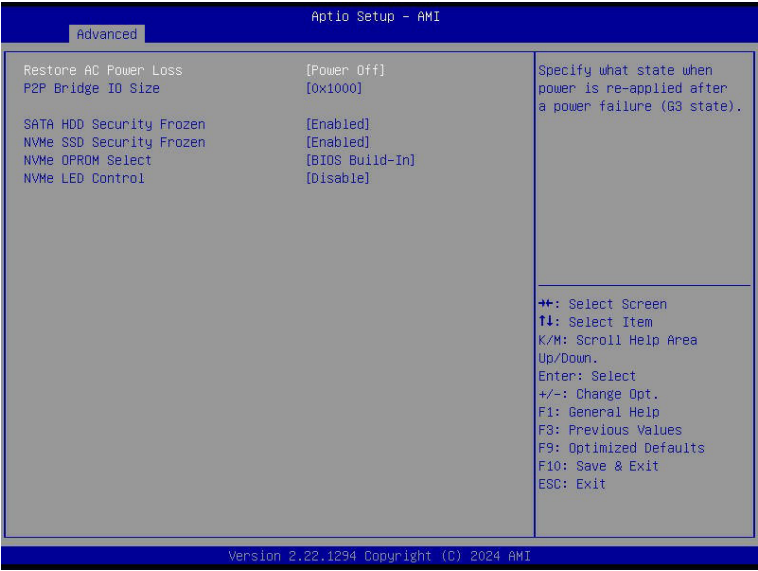 Aptio Setup – AMI
Advanced
Restore AC Power Loss [Power Off]
P2P Bridge IO Size [0x1000]
SATA HDD Security Frozen [Enabled]
NVMe SSD Security Frozen [Enabled]
NVMe OPROM Select [BIOS Build-In]
NVMe LED Control [Disable]
Specify what state when
power is re-applied after
a power failure (G3 state).
→←: Select Screen
↑↓: Select Item
K/M: Scroll Help Area
Up/Down.
Enter: Select
+/-: Change Opt.
F1: General Help
F3: Previous Values
F9: Optimized Defaults
F10: Save & Exit
ESC: Exit
Version 2.22.1294 Copyright (C) 2024 AMI